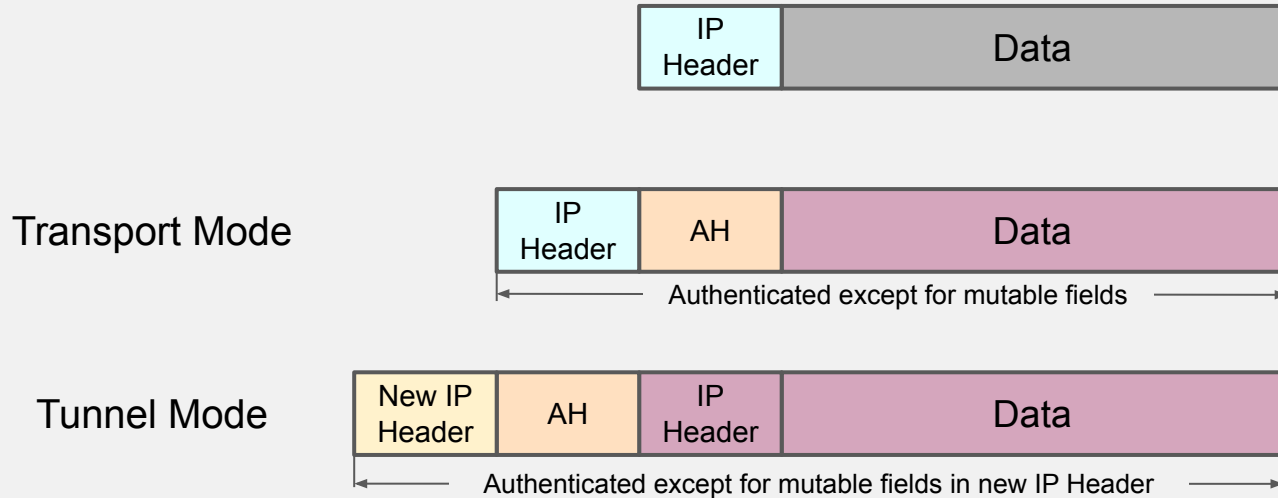 IP
Header
Data
Transport Mode
IP
Header
AH
Data
Authenticated except for mutable fields
Tunnel Mode
New IP
Header
AH
IP
Header
Data
Authenticated except for mutable fields in new IP Header